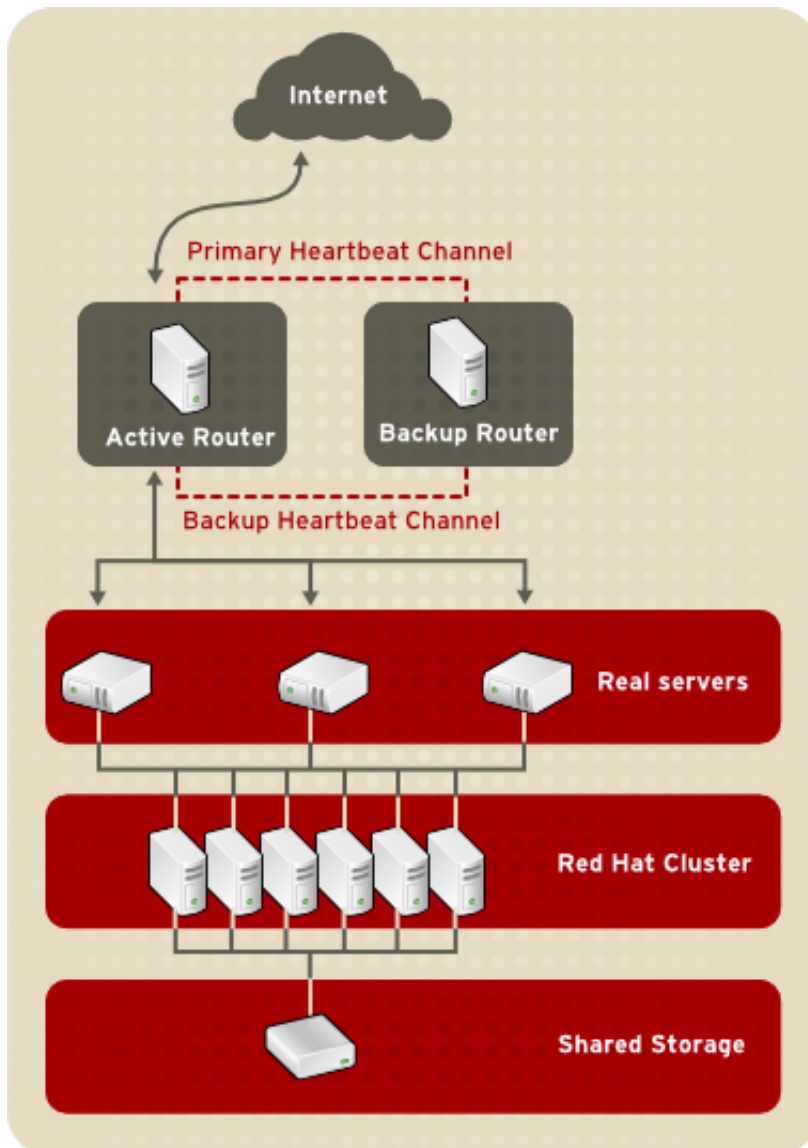 Internet
Primary Heartbeat Channel
Active Router
Backup Router
Backup Heartbeat Channel
Real servers
Red Hat Cluster
Shared Storage